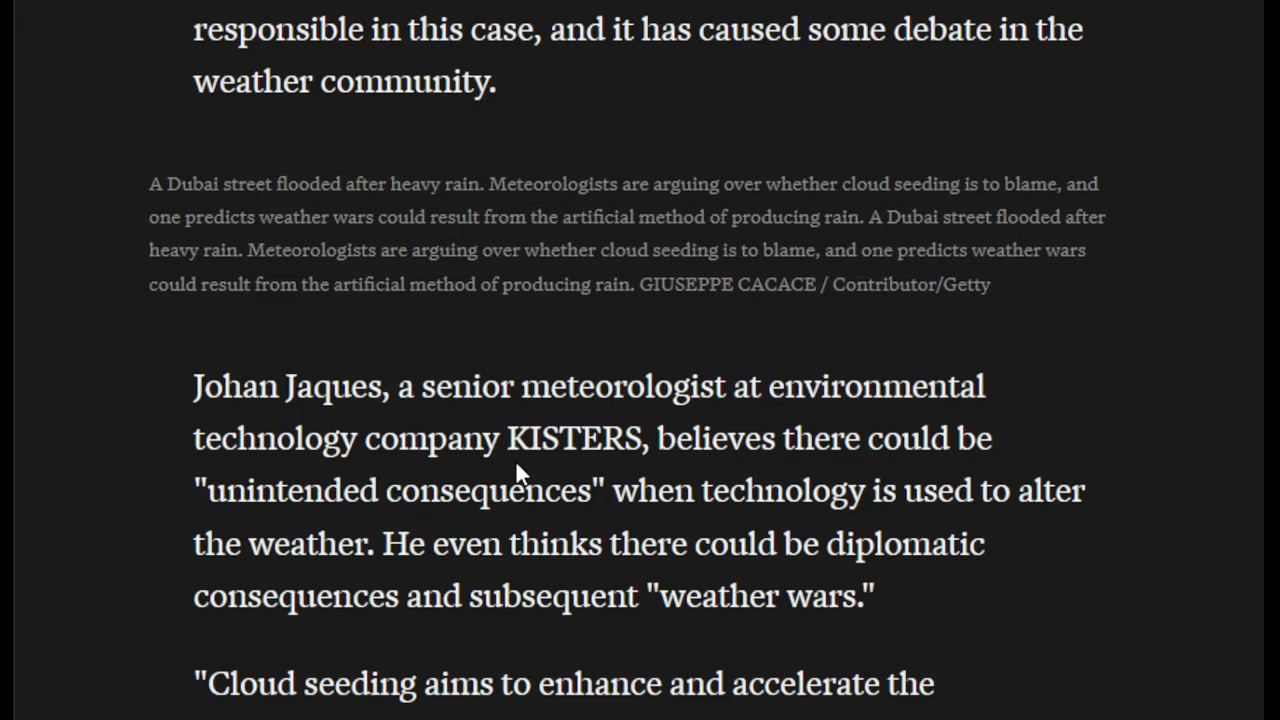 responsible in this case, and it has caused some debate in the
weather community.
A Dubai street flooded after heavy rain. Meteorologists are arguing over whether cloud seeding is to blame, and
one predicts weather wars could result from the artificial method of producing rain. A Dubai street flooded after
heavy rain. Meteorologists are arguing over whether cloud seeding is to blame, and one predicts weather wars
could result from the artificial method of producing rain. GIUSEPPE CACACE / Contributor/Getty
Johan Jaques, a senior meteorologist at environmental
technology company KISTERS, believes there could be
"unintended consequences" when technology is used to alter
the weather. He even thinks there could be diplomatic
consequences and subsequent "weather wars."
"Cloud seeding aims to enhance and accelerate the